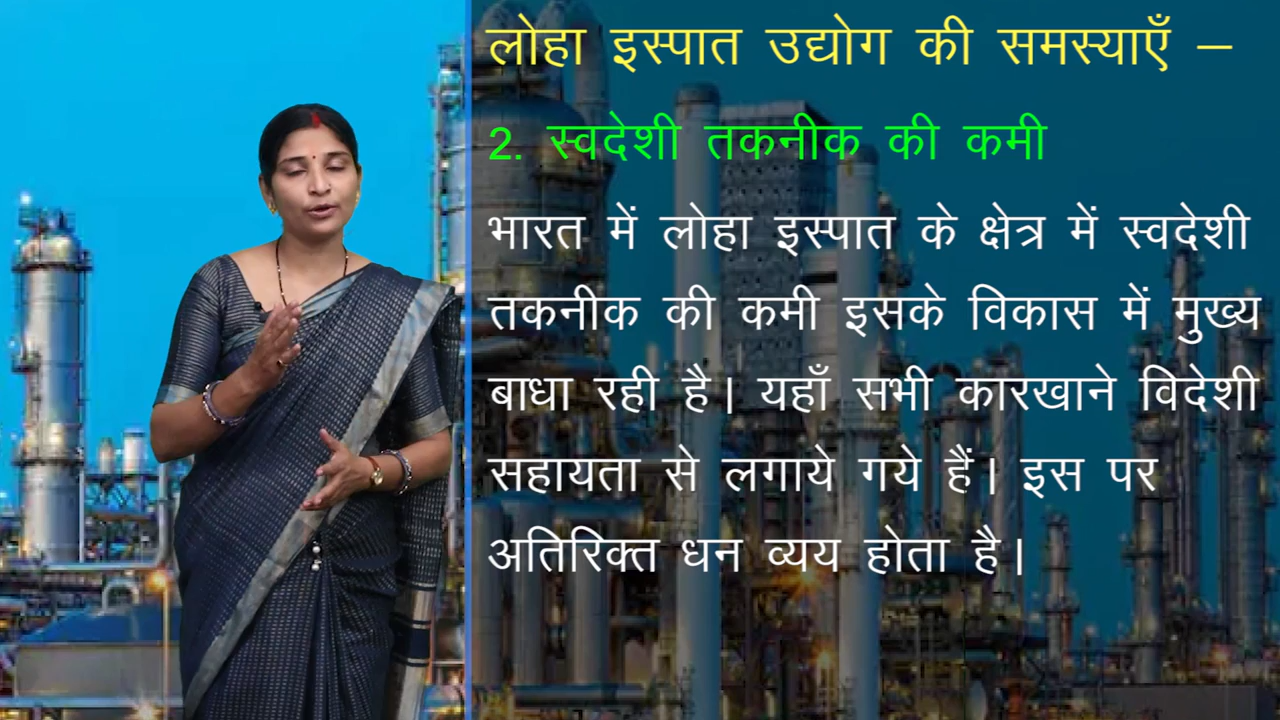 लोहा इस्पात उद्योग की समस्याएँ –
2. स्वदेशी तकनीक की कमी
भारत में लोहा इस्पात के क्षेत्र में स्वदेशी
तकनीक की कमी इसके विकास में मुख्य
बाधा रही है। यहाँ सभी कारखाने विदेशी
सहायता से लगाये गये हैं। इस पर
अतिरिक्त धन व्यय होता है।